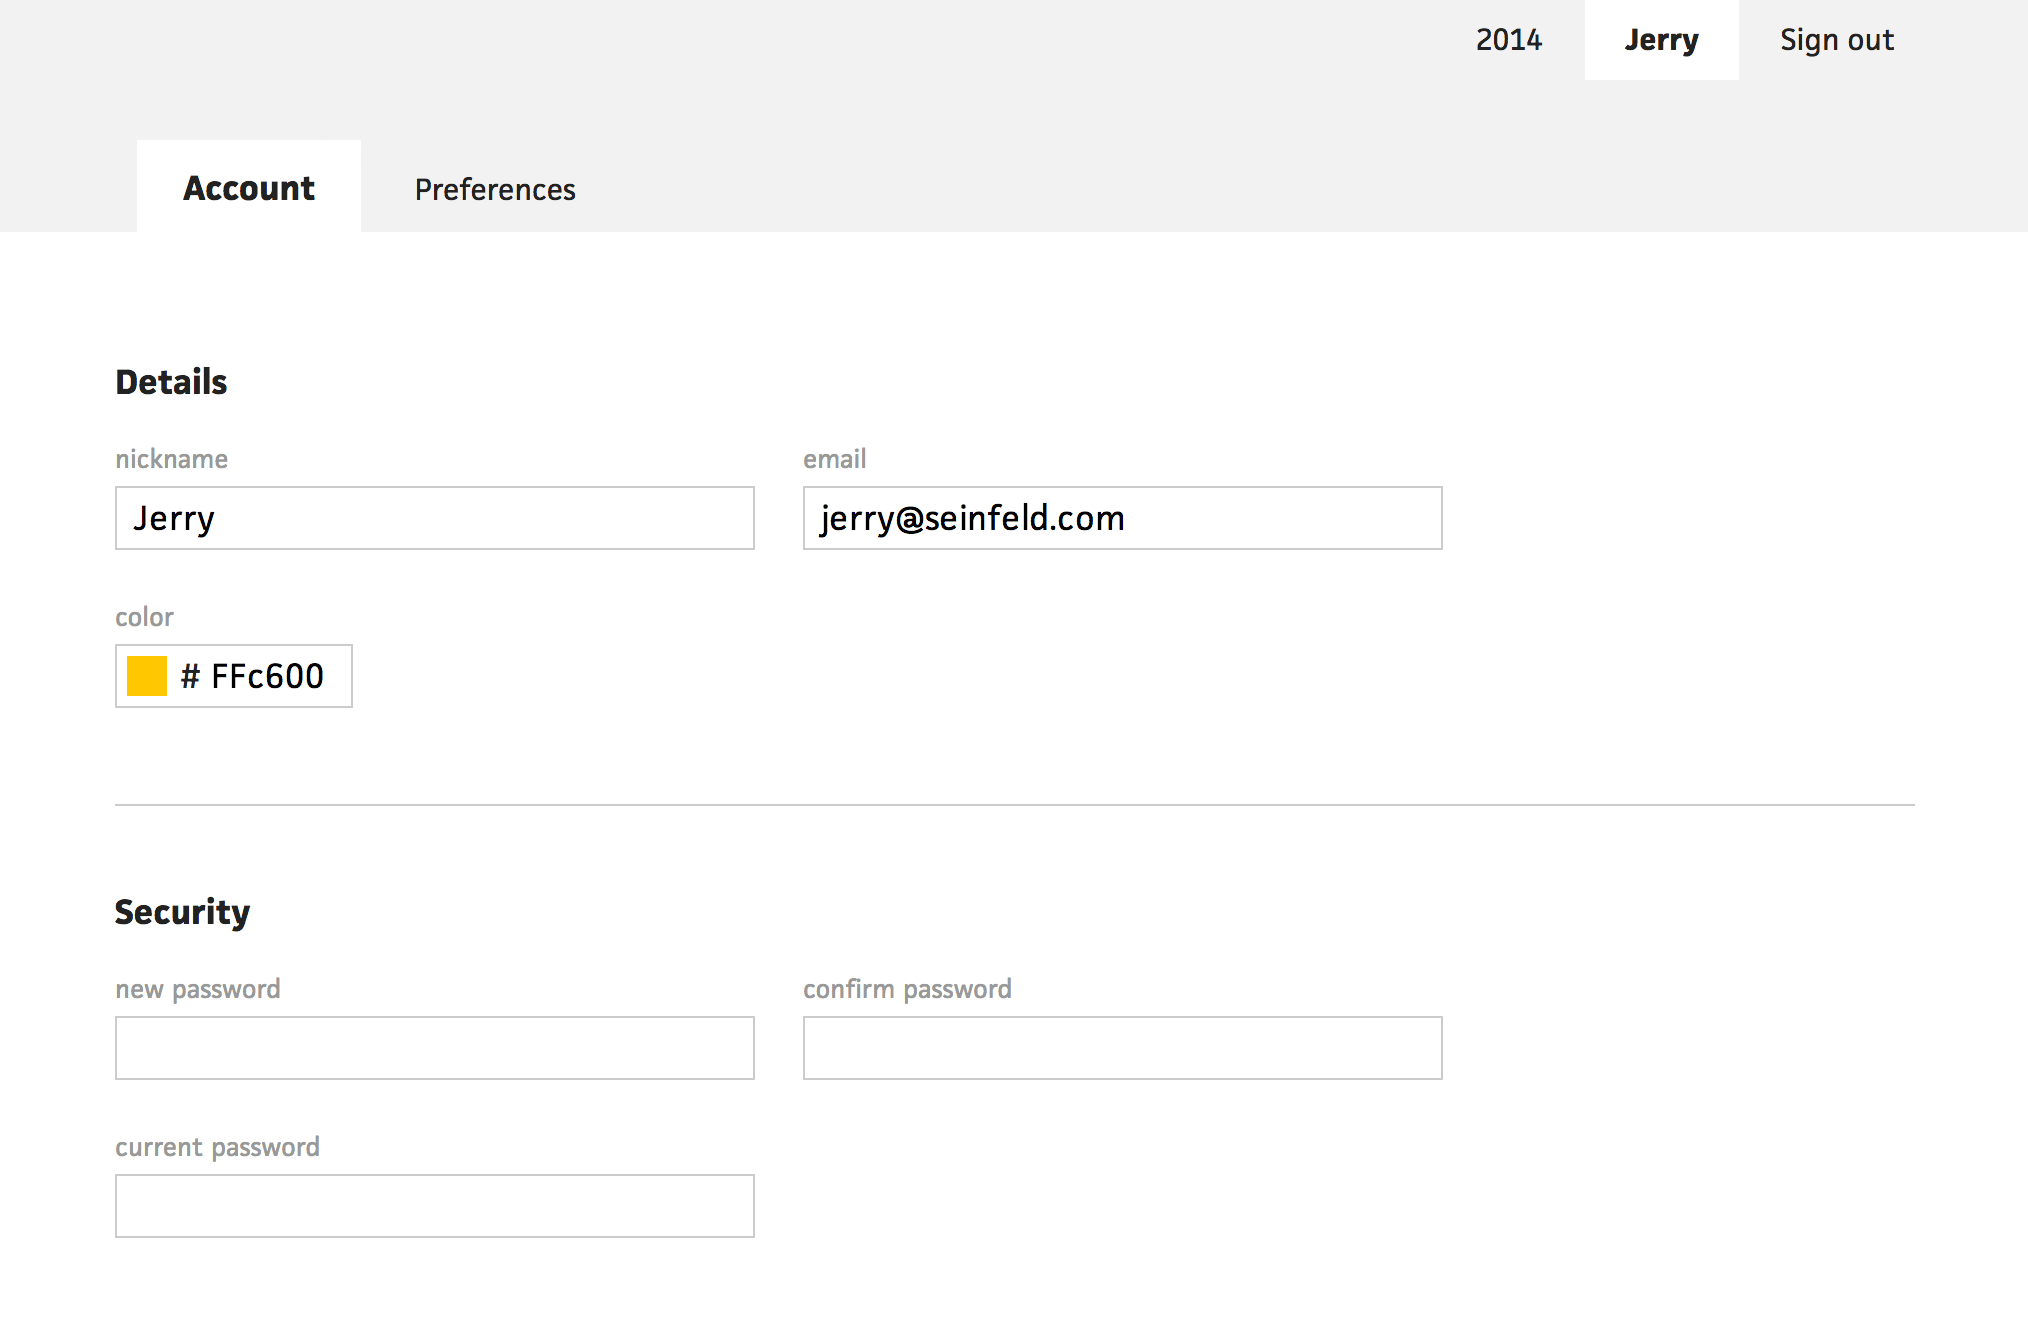 2014 Jerry Sign out
Account Preferences
Details
nickname email
Jerry jerry@seinfeld.com
color
# FFc600
Security
new password confirm password
current password